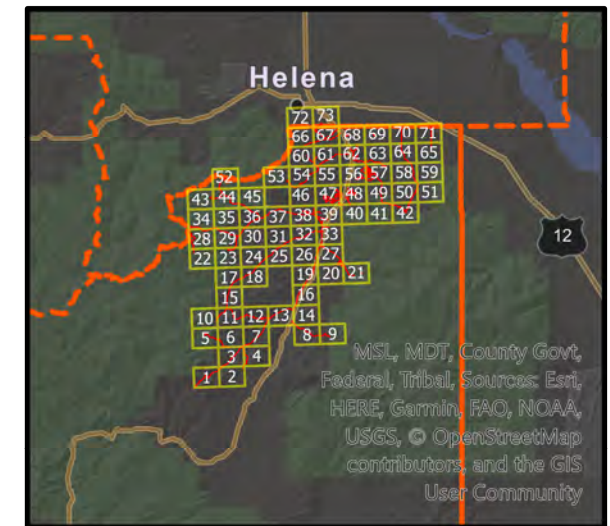 Helena
72 73
66 67 68 69 70 71
60 61 62 63 64 65
52 53 54 55 56 57 58 59
43 44 45 46 47 48 49 50 51
34 35 36 37 38 39 40 41 42
12
28 29 30 31 32 33
22 23 24 25 26 27
17 18 19 20 21
15 16
10 11 12 13 14
5 6 7 8 9
3 4
1 2
MSL, MDT, County Govt,
Federal, Tribal, Sources: Esri,
HERE, Garmin, FAO, NOAA,
USGS, © OpenStreetMap
contributors, and the GIS
User Community